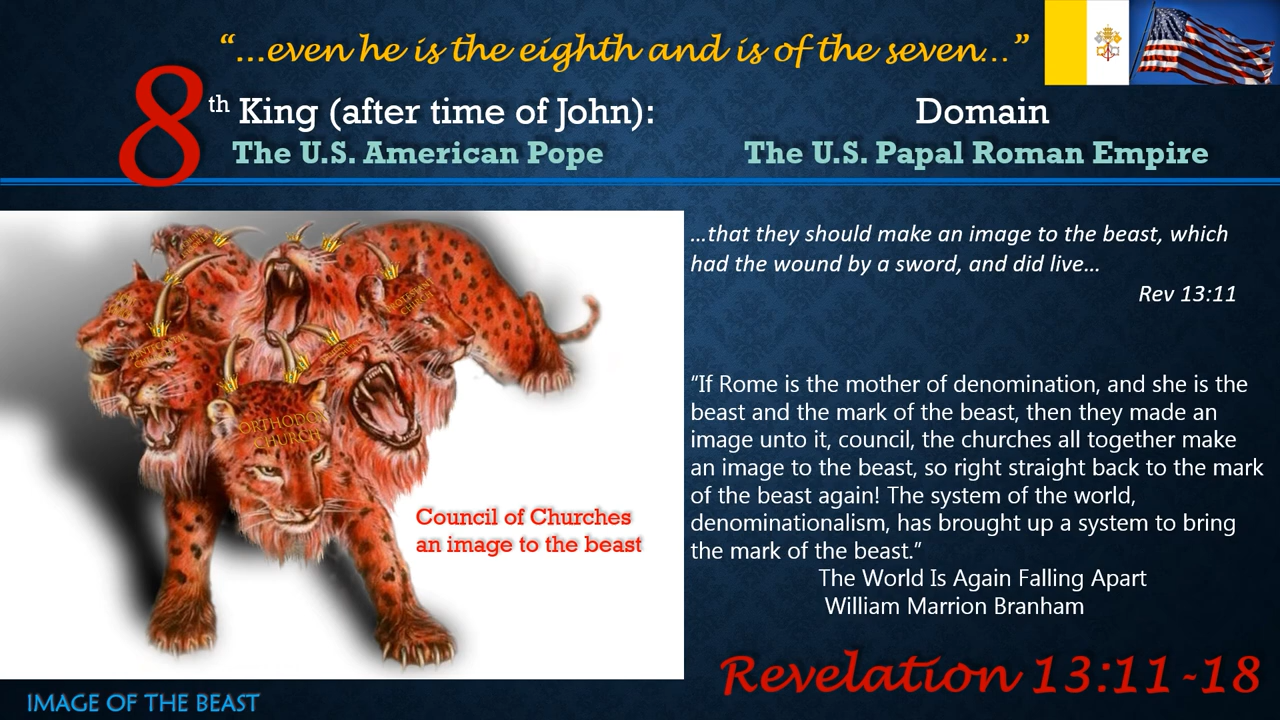 “...even he is the eighth and is of the seven...”
8th King (after time of John):
The U.S. American Pope
Domain
The U.S. Papal Roman Empire
PROTESTAN
CHURCH
PENTECOSTAN
CHURCH
ORTHODOX
CHURCH
Council of Churches
an image to the beast
...that they should make an image to the beast, which
had the wound by a sword, and did live...
Rev 13:11
“If Rome is the mother of denomination, and she is the
beast and the mark of the beast, then they made an
image unto it, council, the churches all together make
an image to the beast, so right straight back to the mark
of the beast again! The system of the world,
denominationalism, has brought up a system to bring
the mark of the beast.”
The World Is Again Falling Apart
William Marrion Branham
Revelation 13:11-18
IMAGE OF THE BEAST